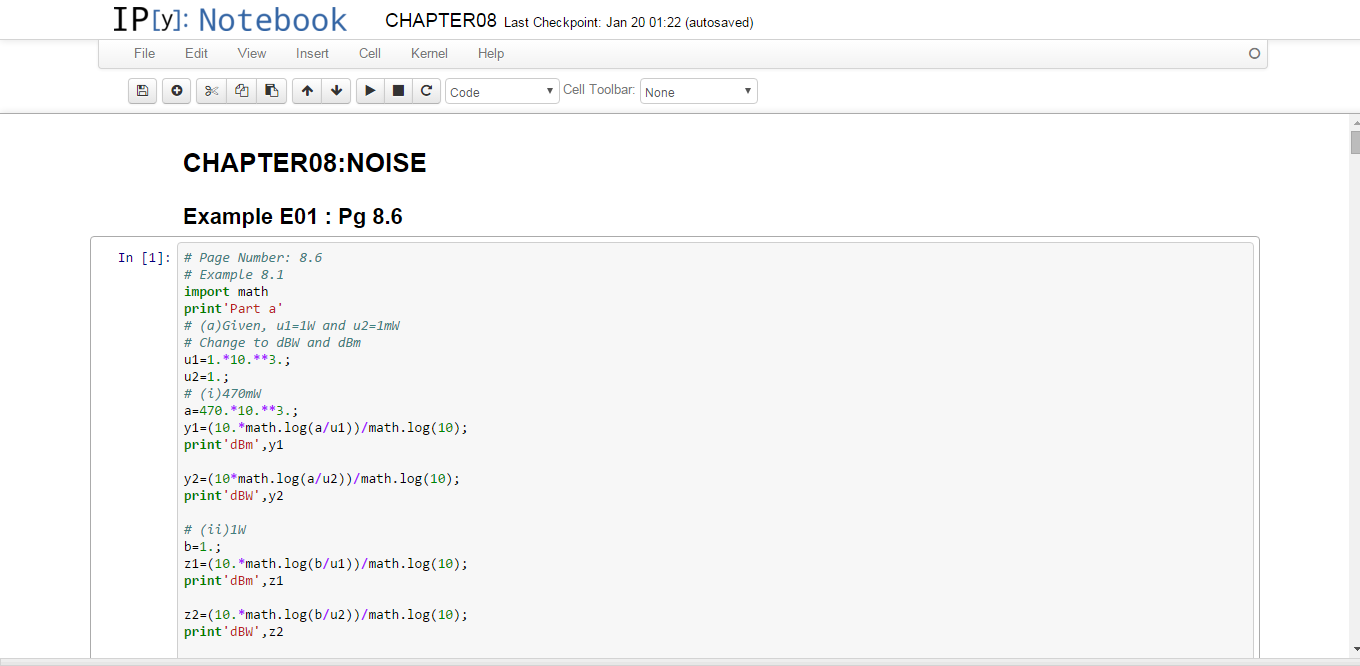 IP[y]: Notebook CHAPTER08 Last Checkpoint: Jan 20 01:22 (autosaved)
File Edit View Insert Cell Kernel Help
Code Cell Toolbar: None
CHAPTER08:NOISE
Example E01 : Pg 8.6
In [1]: # Page Number: 8.6
# Example 8.1
import math
print'Part a'
# (a)Given, u1=1W and u2=1mW
# Change to dBW and dBm
u1=1.*10.**3.;
u2=1.;
# (i)470mW
a=470.*10.**3.;
y1=(10.*math.log(a/u1))/math.log(10);
print'dBm',y1
y2=(10*math.log(a/u2))/math.log(10);
print'dBW',y2
# (ii)1W
b=1.;
z1=(10.*math.log(b/u1))/math.log(10);
print'dBm',z1
z2=(10.*math.log(b/u2))/math.log(10);
print'dBW',z2